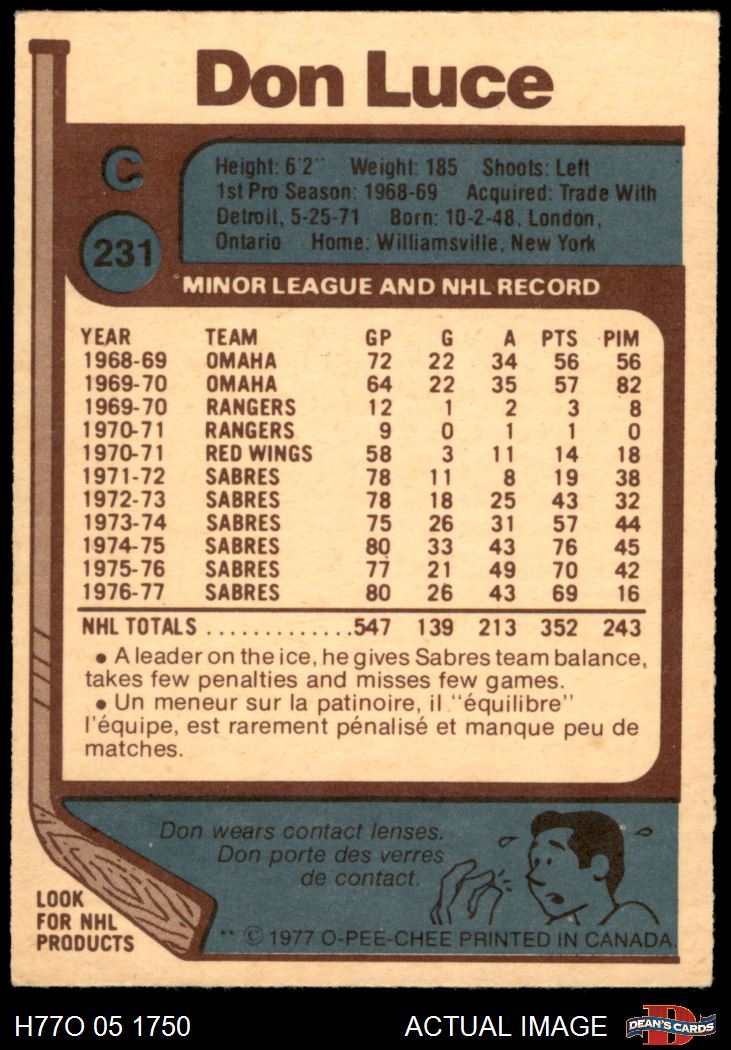 Don Luce
C
231
Height: 6'2" Weight: 185 Shoots: Left
1st Pro Season: 1968-69 Acquired: Trade With
Detroit, 5-25-71 Born: 10-2-48, London,
Ontario Home: Williamsville, New York
MINOR LEAGUE AND NHL RECORD
YEAR TEAM GP G A PTS PIM
1968-69 OMAHA 72 22 34 56 56
1969-70 OMAHA 64 22 35 57 82
1969-70 RANGERS 12 1 2 3 8
1970-71 RANGERS 9 0 1 1 0
1970-71 RED WINGS 58 3 11 14 18
1971-72 SABRES 78 11 8 19 38
1972-73 SABRES 78 18 25 43 32
1973-74 SABRES 75 26 31 57 44
1974-75 SABRES 80 33 43 76 45
1975-76 SABRES 77 21 49 70 42
1976-77 SABRES 80 26 43 69 16
NHL TOTALS .............547 139 213 352 243
• A leader on the ice, he gives Sabres team balance,
takes few penalties and misses few games.
• Un meneur sur la patinoire, il "équilibre"
l'équipe, est rarement pénalisé et manque peu de
matches.
Don wears contact lenses.
Don porte des verres
de contact.
LOOK
FOR NHL
PRODUCTS
** © 1977 O-PEE-CHEE PRINTED IN CANADA.
H77O 05 1750 ACTUAL IMAGE
D
DEAN'S CARDS